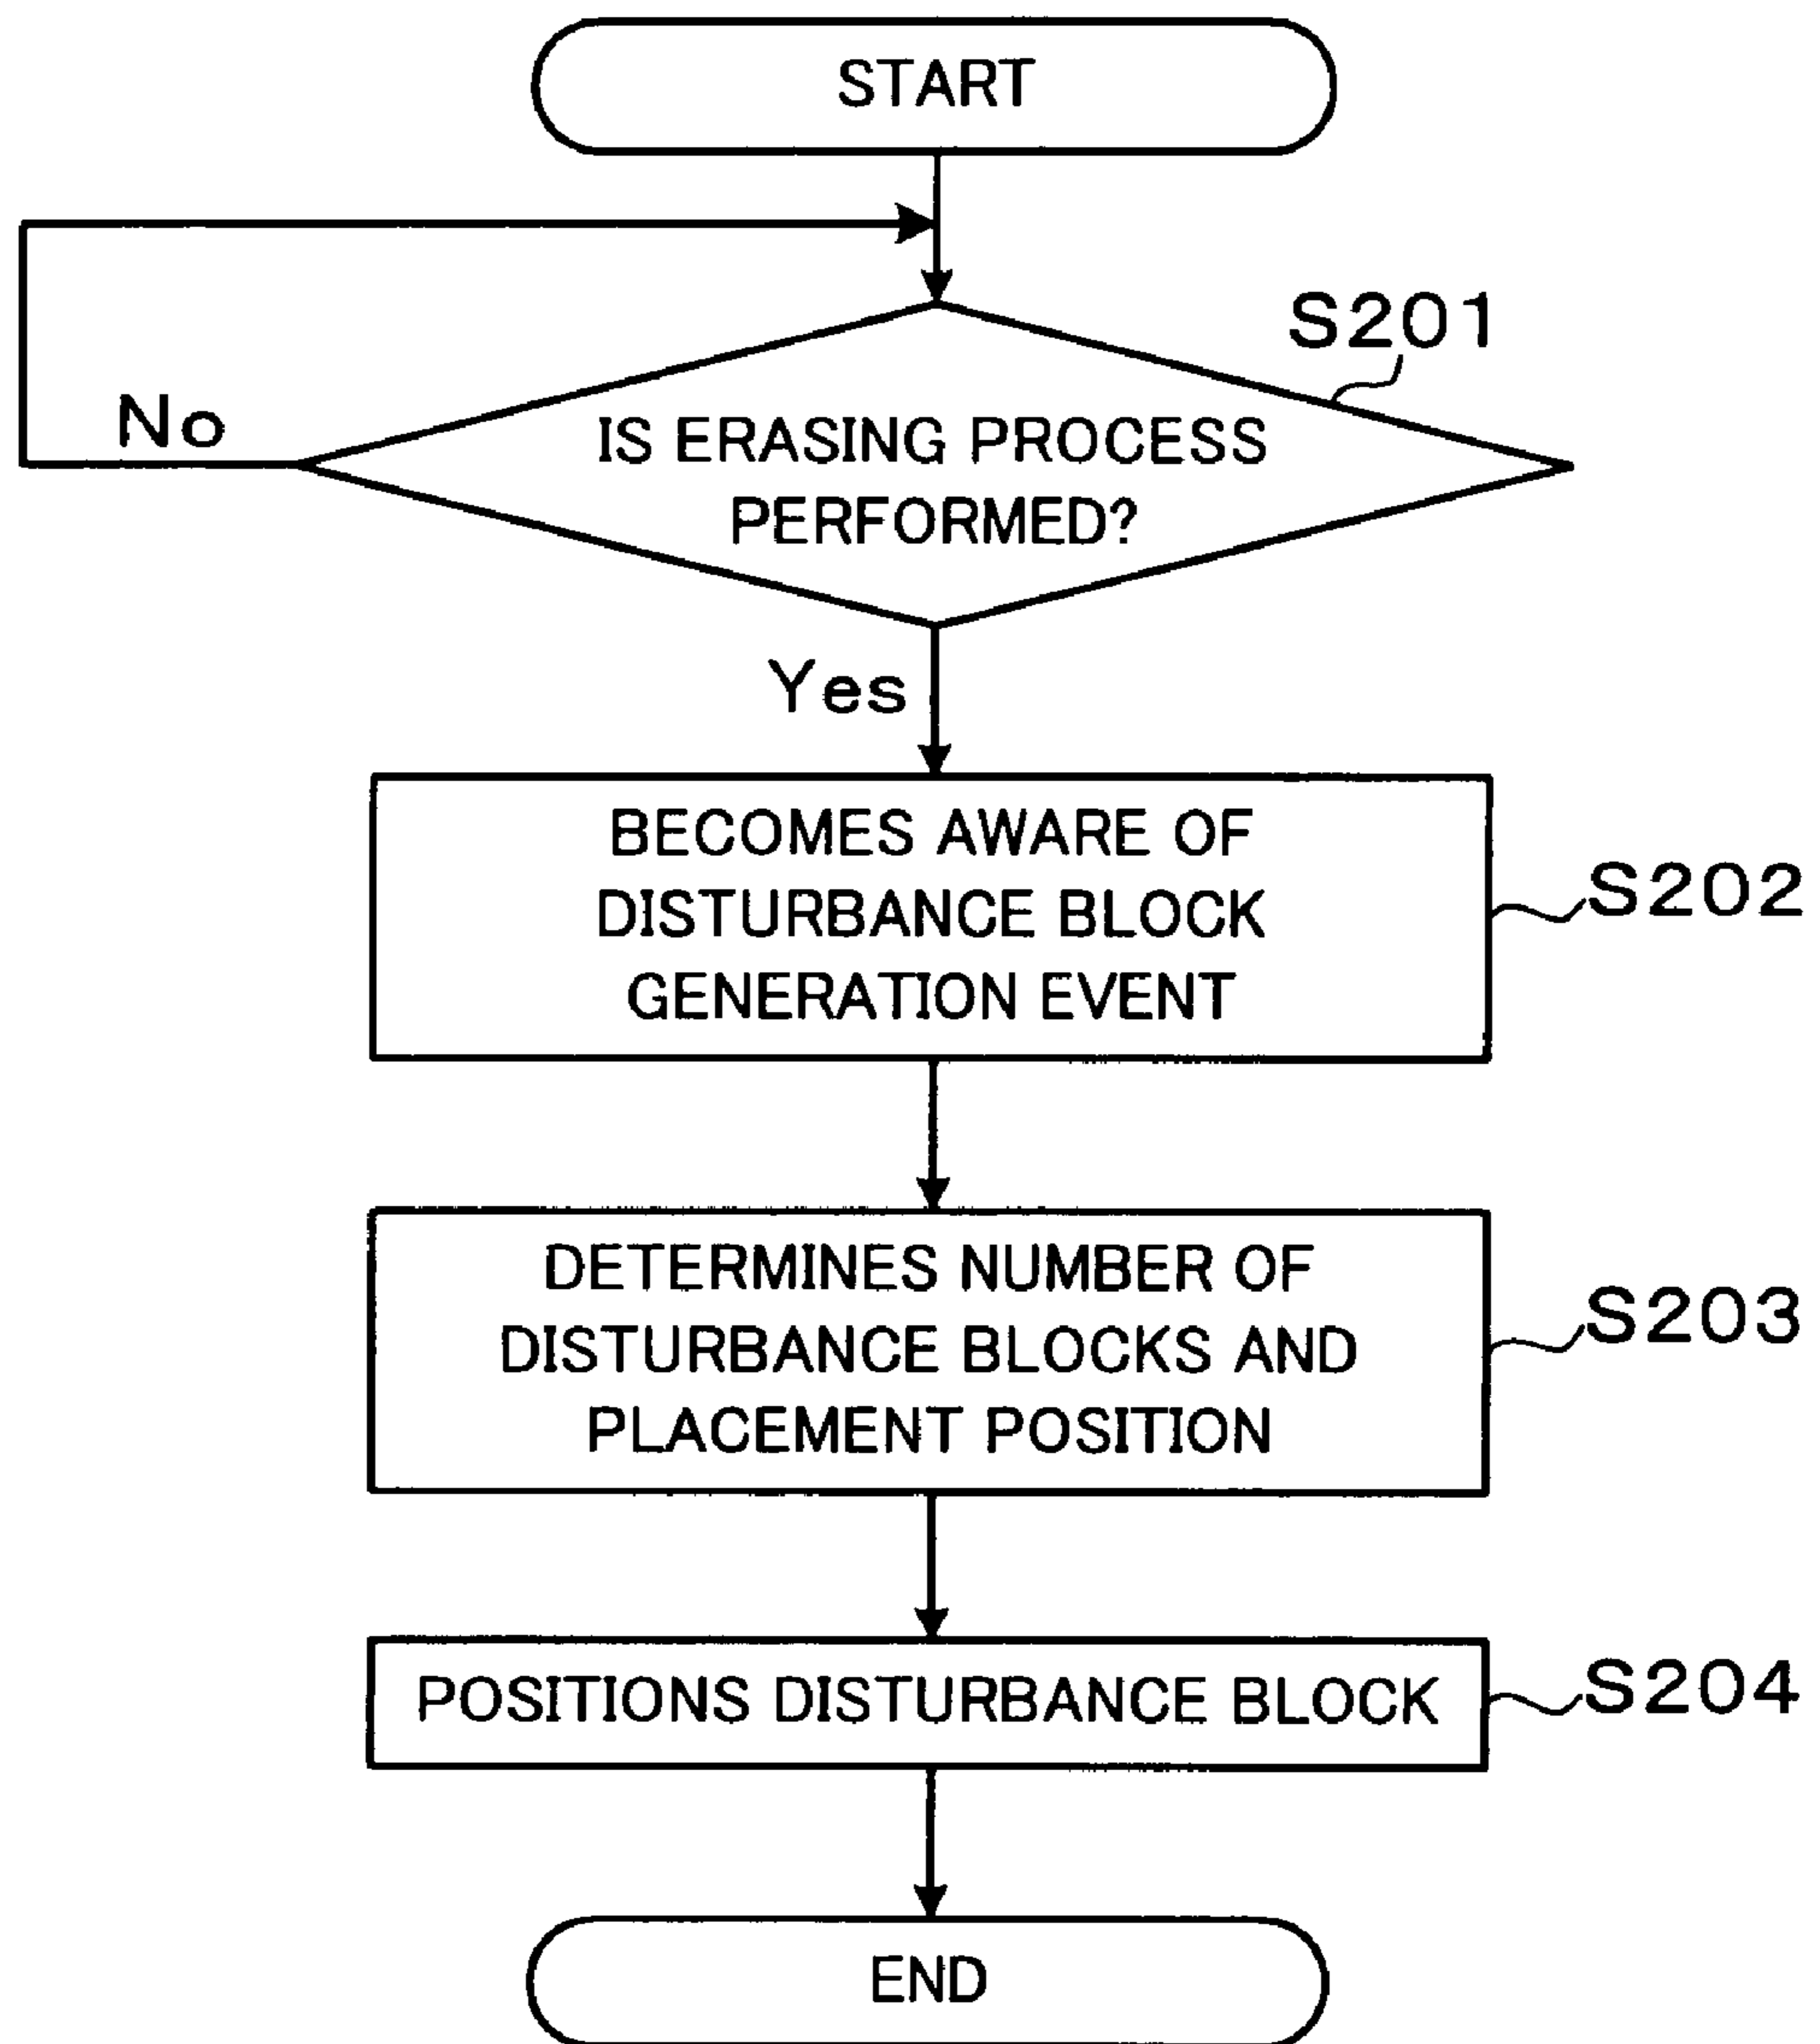 START
S201
No
IS ERASING PROCESS
PERFORMED?
Yes
BECOMES AWARE OF
DISTURBANCE BLOCK
GENERATION EVENT
S202
DETERMINES NUMBER OF
DISTURBANCE BLOCKS AND
PLACEMENT POSITION
S203
POSITIONS DISTURBANCE BLOCK
S204
END